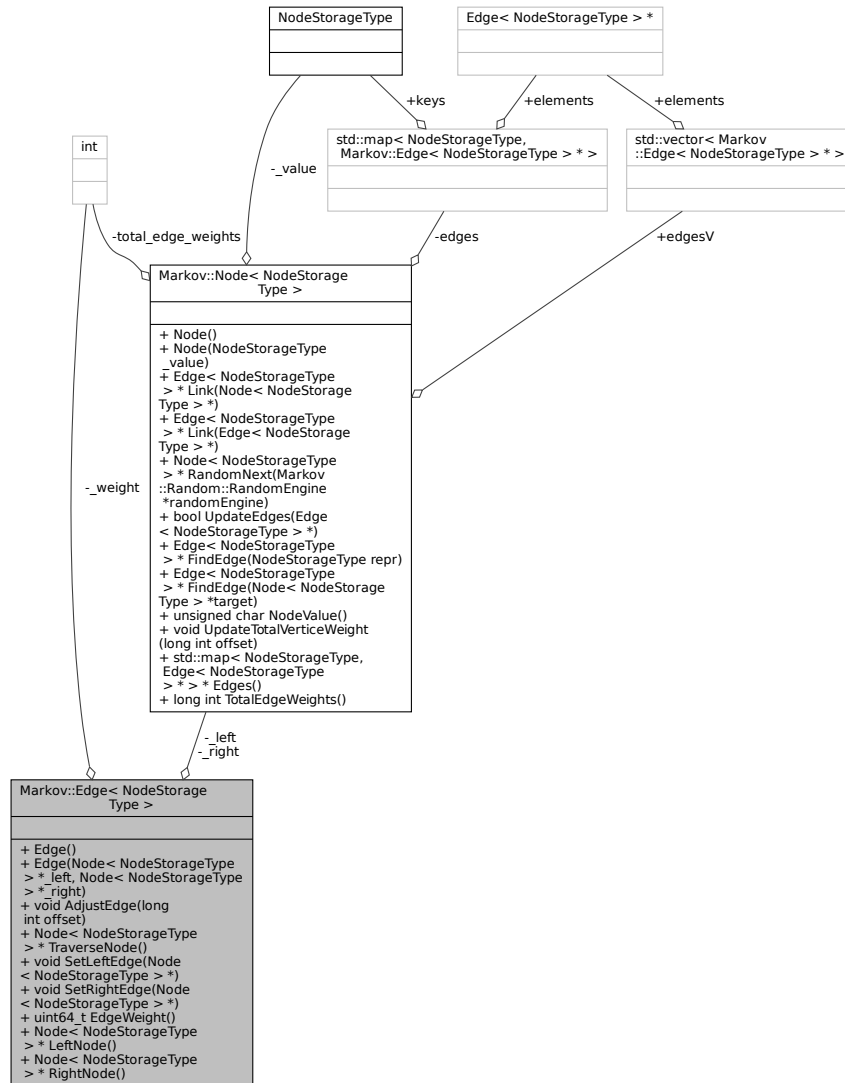 NodeStorageType
Edge< NodeStorageType > *
+keys
+elements
+elements
int
std::map< NodeStorageType,
Markov::Edge< NodeStorageType > * >
std::vector< Markov
::Edge< NodeStorageType > * >
-_value
-total_edge_weights
-edges
+edgesV
Markov::Node< NodeStorage
Type >
+ Node()
+ Node(NodeStorageType
_value)
+ Edge< NodeStorageType
> * Link(Node< NodeStorage
Type > *)
+ Edge< NodeStorageType
> * Link(Edge< NodeStorage
Type > *)
+ Node< NodeStorageType
> * RandomNext(Markov
::Random::RandomEngine
*randomEngine)
+ bool UpdateEdges(Edge
< NodeStorageType > *)
+ Edge< NodeStorageType
> * FindEdge(NodeStorageType repr)
+ Edge< NodeStorageType
> * FindEdge(Node< NodeStorage
Type > *target)
+ unsigned char NodeValue()
+ void UpdateTotalVerticeWeight
(long int offset)
+ std::map< NodeStorageType,
Edge< NodeStorageType
> * > * Edges()
+ long int TotalEdgeWeights()
-_weight
-_left
-_right
Markov::Edge< NodeStorage
Type >
+ Edge()
+ Edge(Node< NodeStorageType
> *_left, Node< NodeStorageType
> *_right)
+ void AdjustEdge(long
int offset)
+ Node< NodeStorageType
> * TraverseNode()
+ void SetLeftEdge(Node
< NodeStorageType > *)
+ void SetRightEdge(Node
< NodeStorageType > *)
+ uint64_t EdgeWeight()
+ Node< NodeStorageType
> * LeftNode()
+ Node< NodeStorageType
> * RightNode()